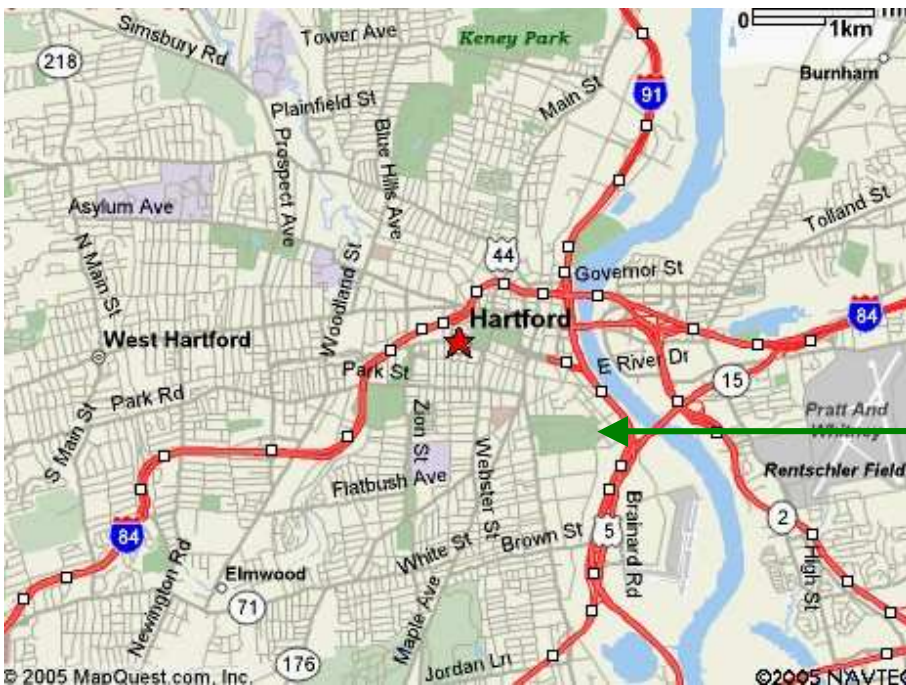 Simsbury Rd
Tower Ave
Keney Park
0
1km
218
Burnham
Plainfield St
Main St
91
Prospect Ave
Blue Hills Ave
Asylum Ave
Tolland St
N Main St
44
Governor St
Woodland St
Hartford
84
West Hartford
E River Dr
Park St
15
Park Rd
Pratt And
Whitney
S Main St
Zion St
Webster St
Rentschler Field
Flatbush Ave
Brainard Rd
2
84
5
White St
Brown St
High St
Newington Rd
Elmwood
71
Maple Ave
176
Jordan Ln
© 2005 MapQuest.com, Inc.
©2005 NAVTEQ